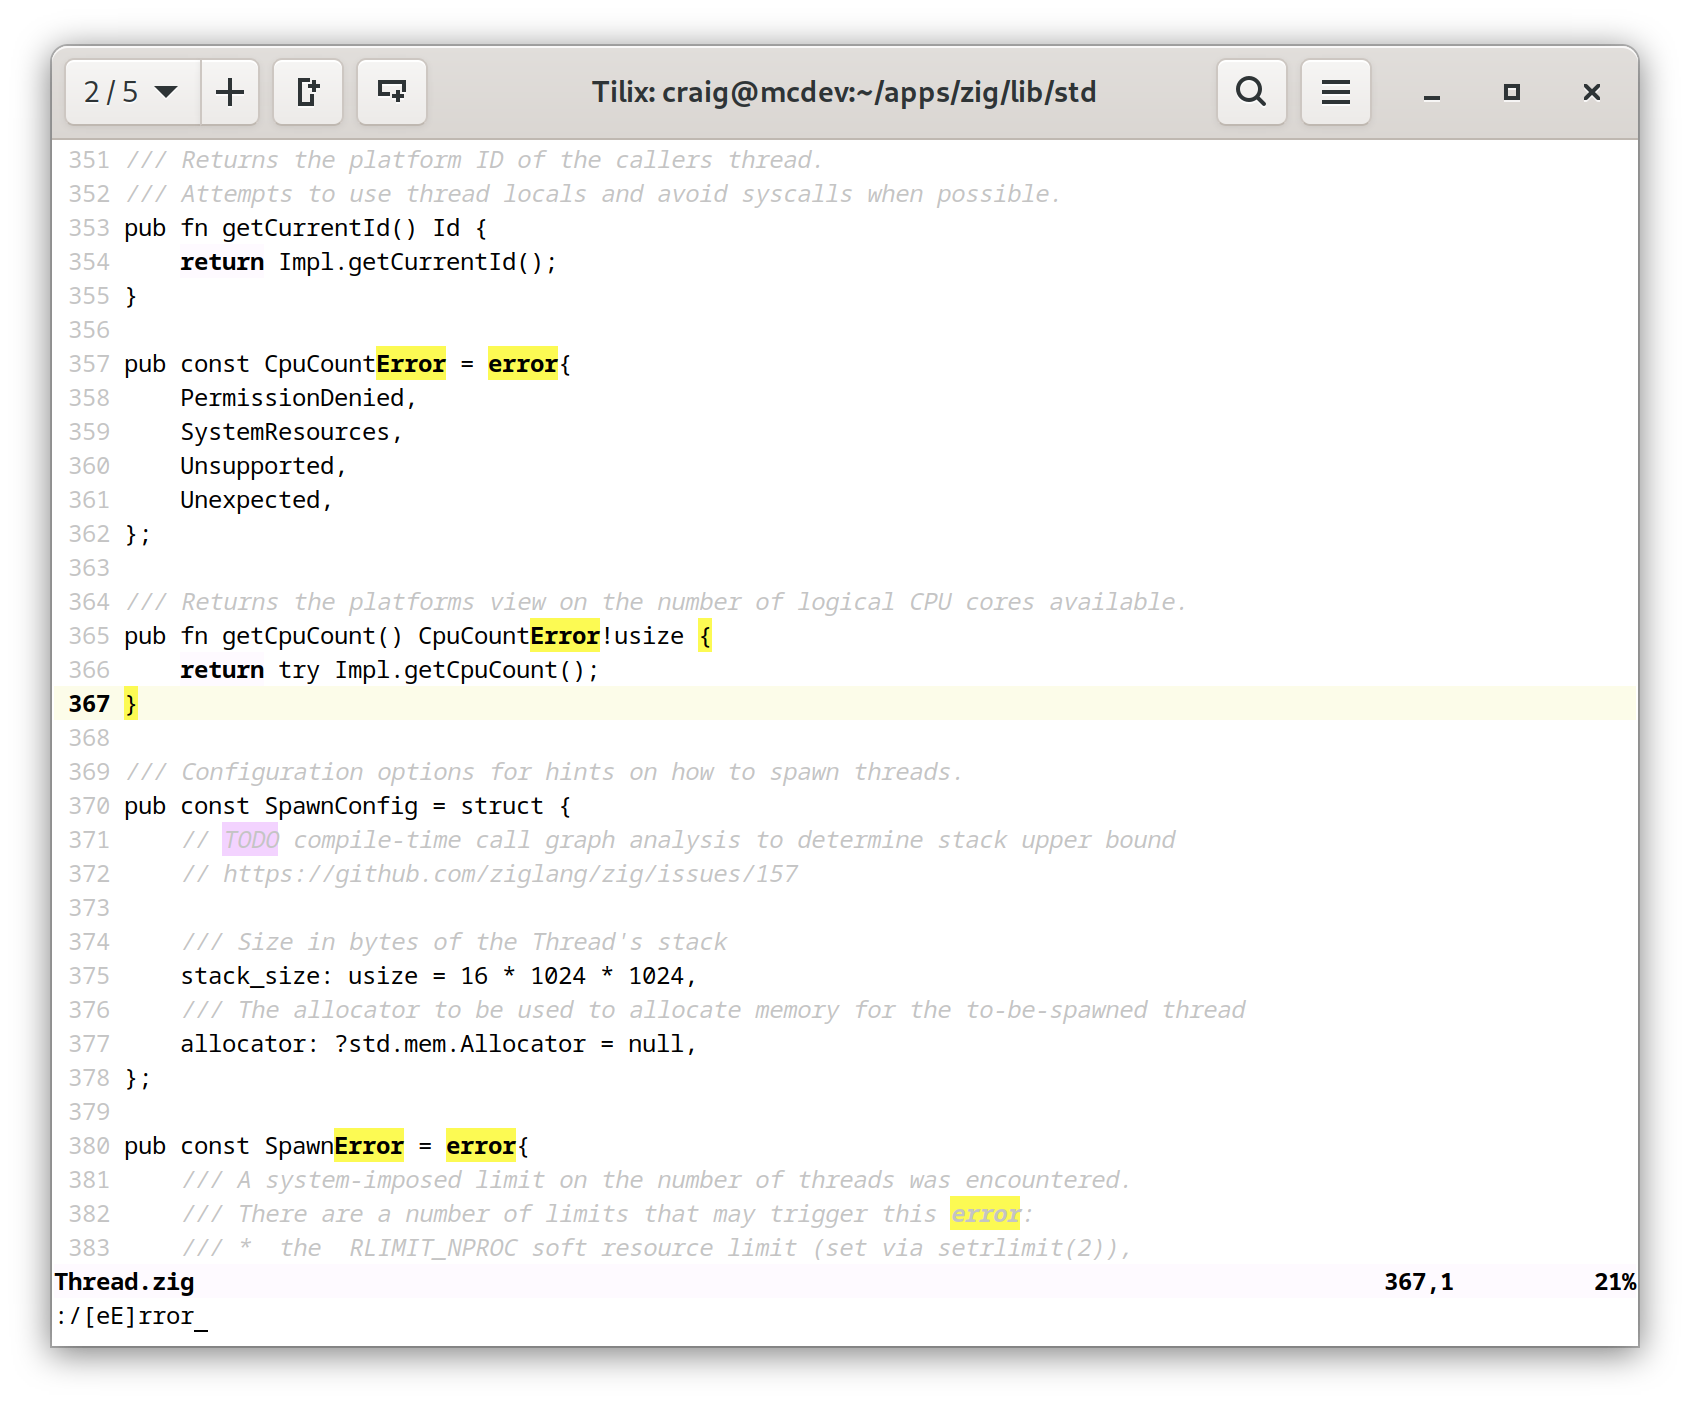 2 / 5 Tilix: craig@mcdev:~/apps/zig/lib/std
351 /// Returns the platform ID of the callers thread.
352 /// Attempts to use thread locals and avoid syscalls when possible.
353 pub fn getCurrentId() Id {
354     return Impl.getCurrentId();
355 }
356
357 pub const CpuCountError = error{
358     PermissionDenied,
359     SystemResources,
360     Unsupported,
361     Unexpected,
362 };
363
364 /// Returns the platforms view on the number of logical CPU cores available.
365 pub fn getCpuCount() CpuCountError!usize {
366     return try Impl.getCpuCount();
367 }
368
369 /// Configuration options for hints on how to spawn threads.
370 pub const SpawnConfig = struct {
371     // TODO compile-time call graph analysis to determine stack upper bound
372     // https://github.com/ziglang/zig/issues/157
373
374     /// Size in bytes of the Thread's stack
375     stack_size: usize = 16 * 1024 * 1024,
376     /// The allocator to be used to allocate memory for the to-be-spawned thread
377     allocator: ?std.mem.Allocator = null,
378 };
379
380 pub const SpawnError = error{
381     /// A system-imposed limit on the number of threads was encountered.
382     /// There are a number of limits that may trigger this error:
383     /// *  the  RLIMIT_NPROC soft resource limit (set via setrlimit(2)),
Thread.zig 367,1 21%
:/[eE]rror_